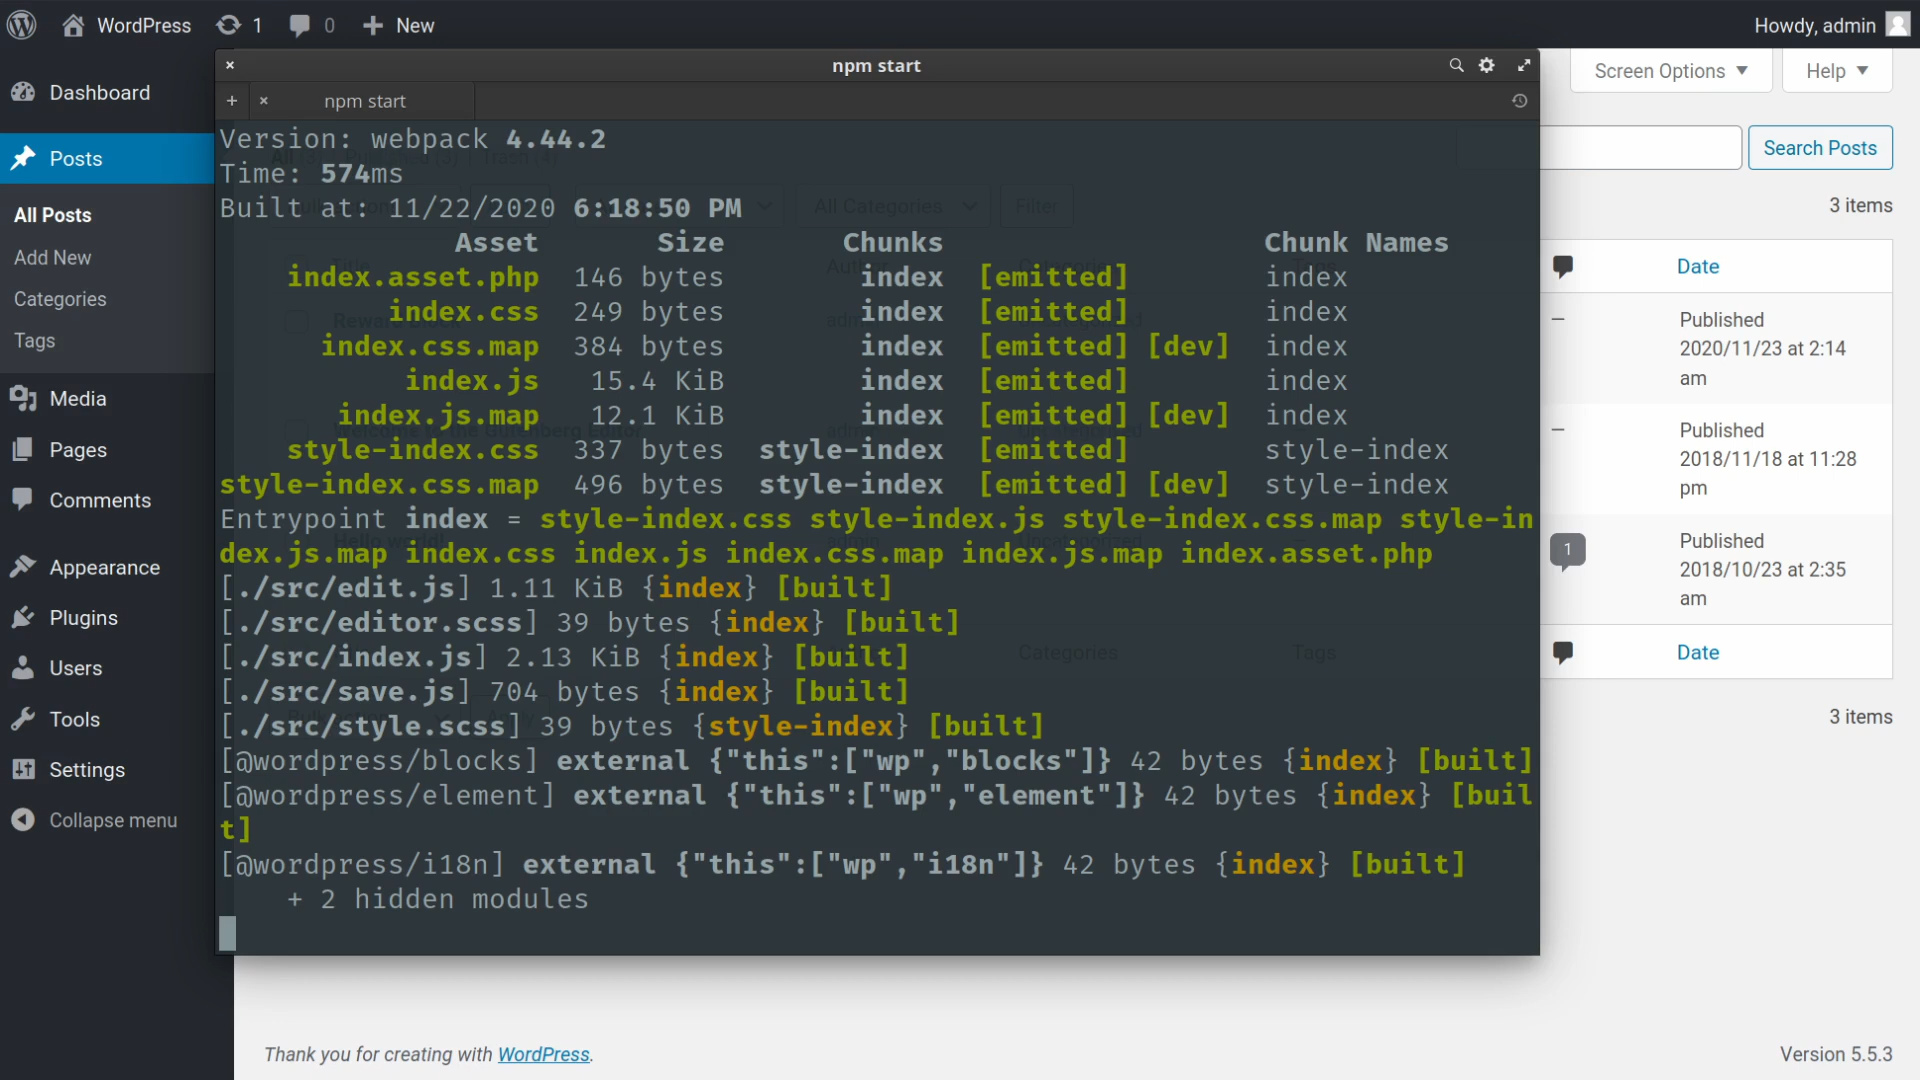 WordPress 1 0 New Howdy, admin
npm start
Screen Options Help
npm start
Dashboard
Posts
All Posts
Add New
Categories
Tags
Media
Pages
Comments
Appearance
Plugins
Users
Tools
Settings
Collapse menu
Version: webpack 4.44.2
Time: 574ms
Built at: 11/22/2020 6:18:50 PM
Asset Size Chunks Chunk Names
index.asset.php 146 bytes index [emitted] index
index.css 249 bytes index [emitted] index
index.css.map 384 bytes index [emitted] [dev] index
index.js 15.4 KiB index [emitted] index
index.js.map 12.1 KiB index [emitted] [dev] index
style-index.css 337 bytes style-index [emitted] style-index
style-index.css.map 496 bytes style-index [emitted] [dev] style-index
Entrypoint index = style-index.css style-index.js style-index.css.map style-in
dex.js.map index.css index.js index.css.map index.js.map index.asset.php
[./src/edit.js] 1.11 KiB {index} [built]
[./src/editor.scss] 39 bytes {index} [built]
[./src/index.js] 2.13 KiB {index} [built]
[./src/save.js] 704 bytes {index} [built]
[./src/style.scss] 39 bytes {style-index} [built]
[@wordpress/blocks] external {"this":["wp","blocks"]} 42 bytes {index} [built]
[@wordpress/element] external {"this":["wp","element"]} 42 bytes {index} [buil
t]
[@wordpress/i18n] external {"this":["wp","i18n"]} 42 bytes {index} [built]
+ 2 hidden modules
All Categories Filter
Categories Tags
Search Posts
3 items
Date
— Published
2020/11/23 at 2:14
am
— Published
2018/11/18 at 11:28
pm
1 Published
2018/10/23 at 2:35
am
Date
3 items
Thank you for creating with WordPress.
Version 5.5.3